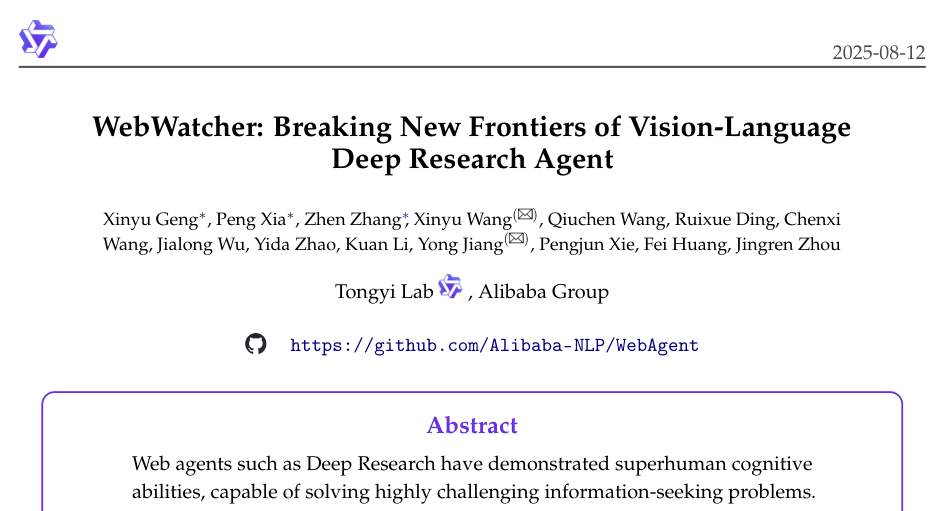 2025-08-12
WebWatcher: Breaking New Frontiers of Vision-Language
Deep Research Agent
Xinyu Geng*, Peng Xia*, Zhen Zhang*, Xinyu Wang(✉), Qiuchen Wang, Ruixue Ding, Chenxi
Wang, Jialong Wu, Yida Zhao, Kuan Li, Yong Jiang(✉), Pengjun Xie, Fei Huang, Jingren Zhou
Tongyi Lab , Alibaba Group
https://github.com/Alibaba-NLP/WebAgent
Abstract
Web agents such as Deep Research have demonstrated superhuman cognitive
abilities, capable of solving highly challenging information-seeking problems.